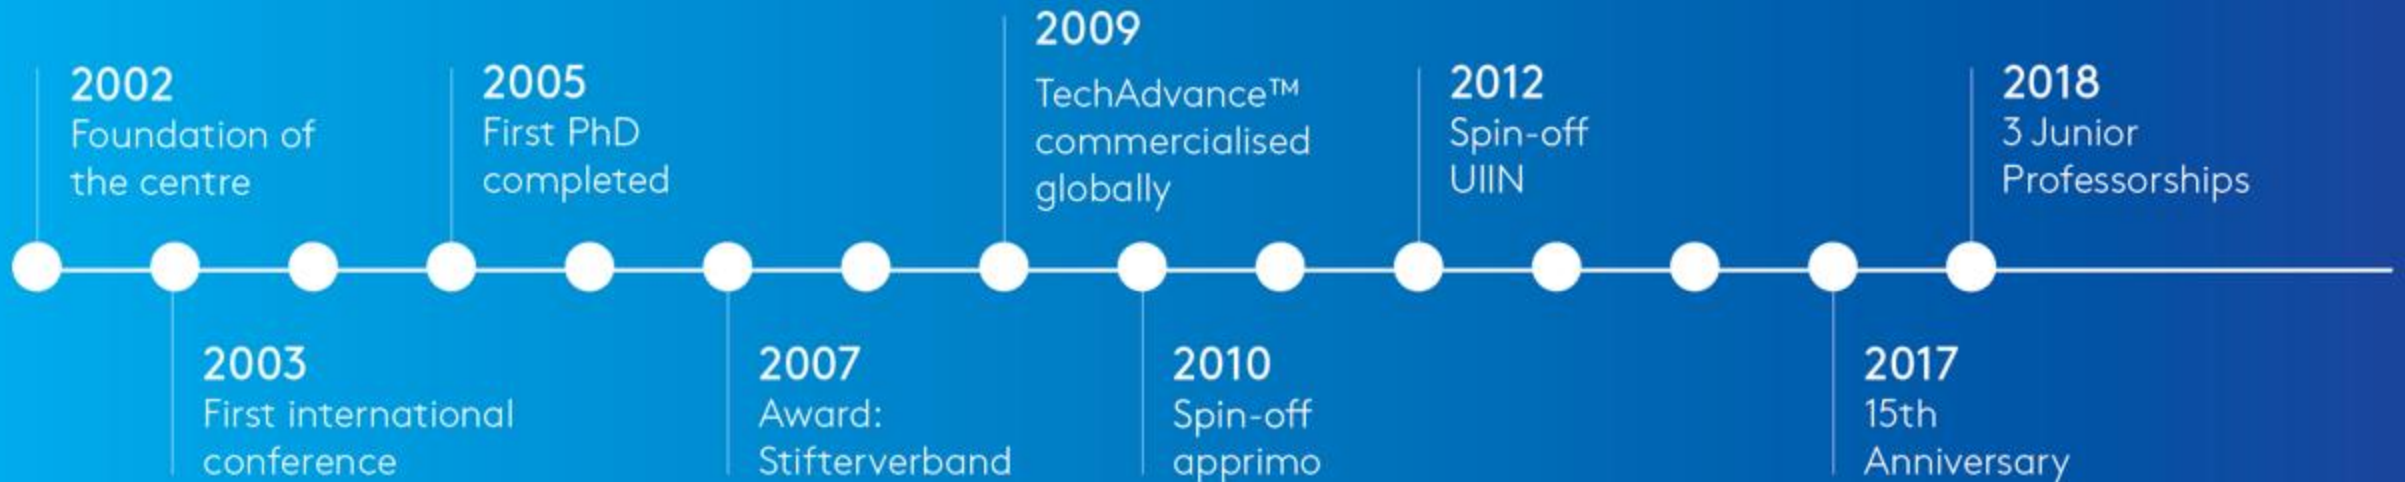 2002
Foundation of
the centre
2003
First international
conference
2005
First PhD
completed
2007
Award:
Stifterverband
2009
TechAdvance™
commercialised
globally
2010
Spin-off
apprimo
2012
Spin-off
UIIN
2017
15th
Anniversary
2018
3 Junior
Professorships